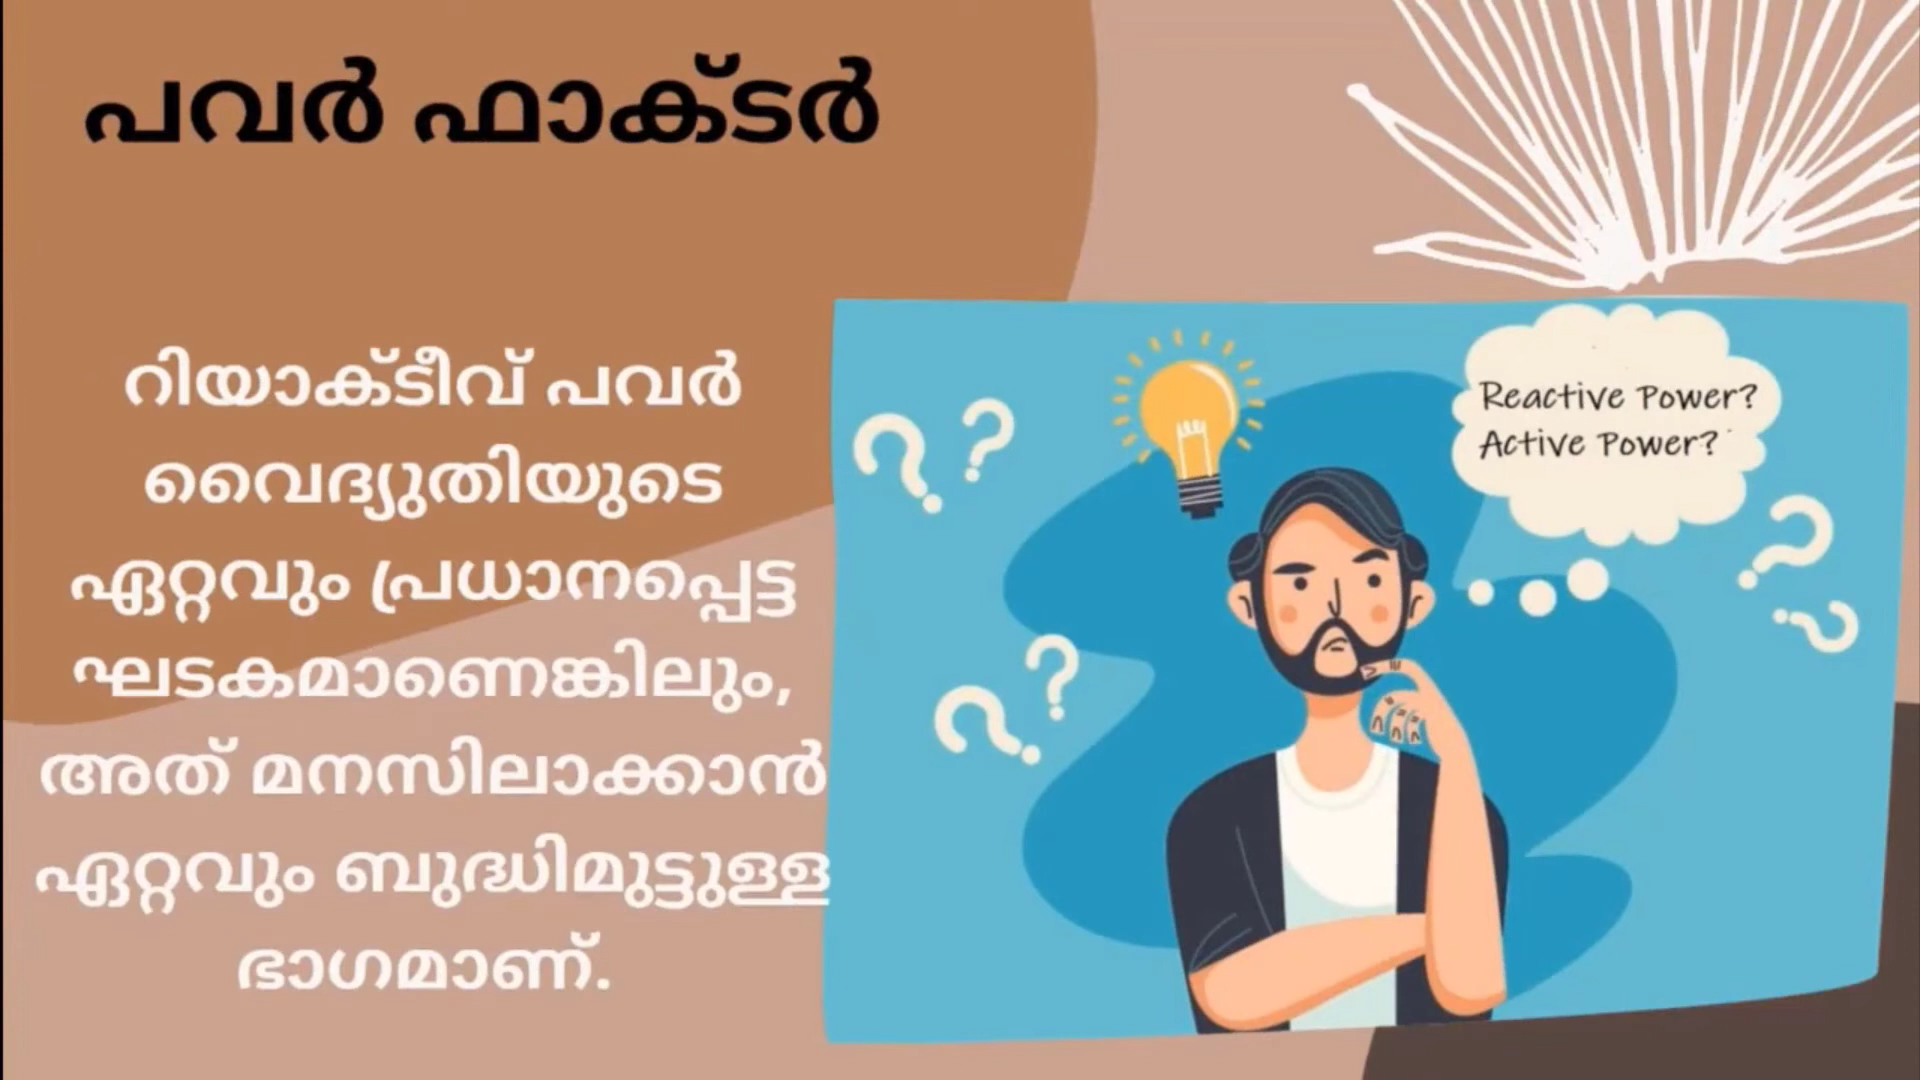 പവർ ഫാക്ടർ
റിയാക്ടീവ് പവർ
വൈദ്യുതിയുടെ
ഏറ്റവും പ്രധാനപ്പെട്ട
ഘടകമാണെങ്കിലും,
അത് മനസിലാക്കാൻ
ഏറ്റവും ബുദ്ധിമുട്ടുള്ള
ഭാഗമാണ്.
Reactive Power?
Active Power?